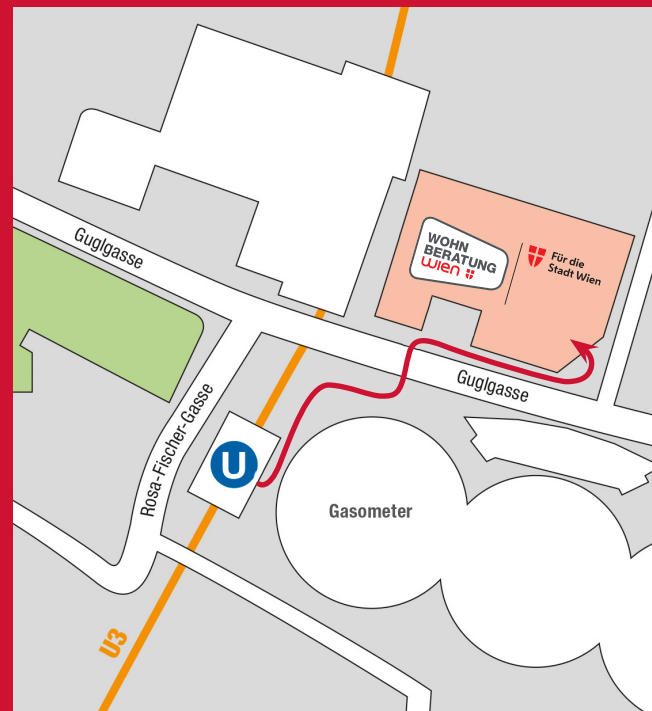 Guglgasse
WOHN
BERATUNG
wien
Für die
Stadt Wien
Guglgasse
Rosa-Fischer-Gasse
U
Gasometer
U3